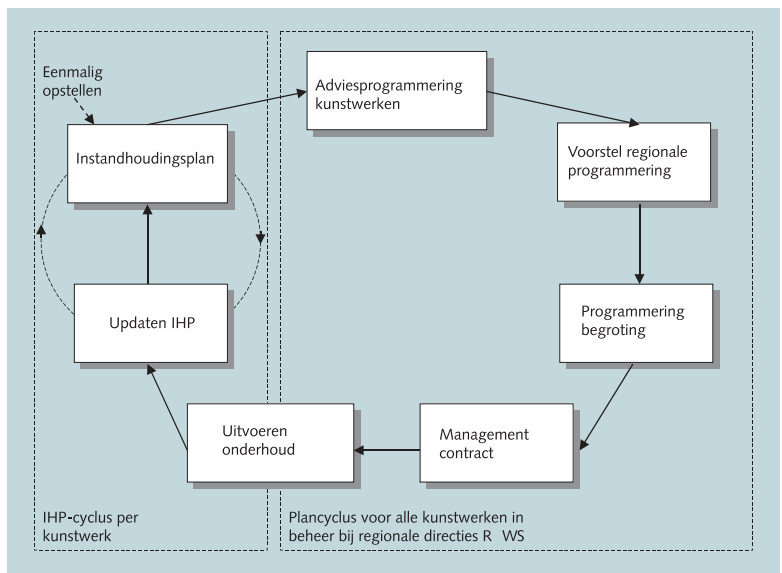 Eenmalig
opstellen
Instandhoudingsplan
Adviesprogrammering
kunstwerken
Voorstel regionale
programmering
Programmering
begroting
Management
contract
Uitvoeren
onderhoud
Updaten IHP
IHP-cyclus per
kunstwerk
Plancyclus voor alle kunstwerken in
beheer bij regionale directies R WS